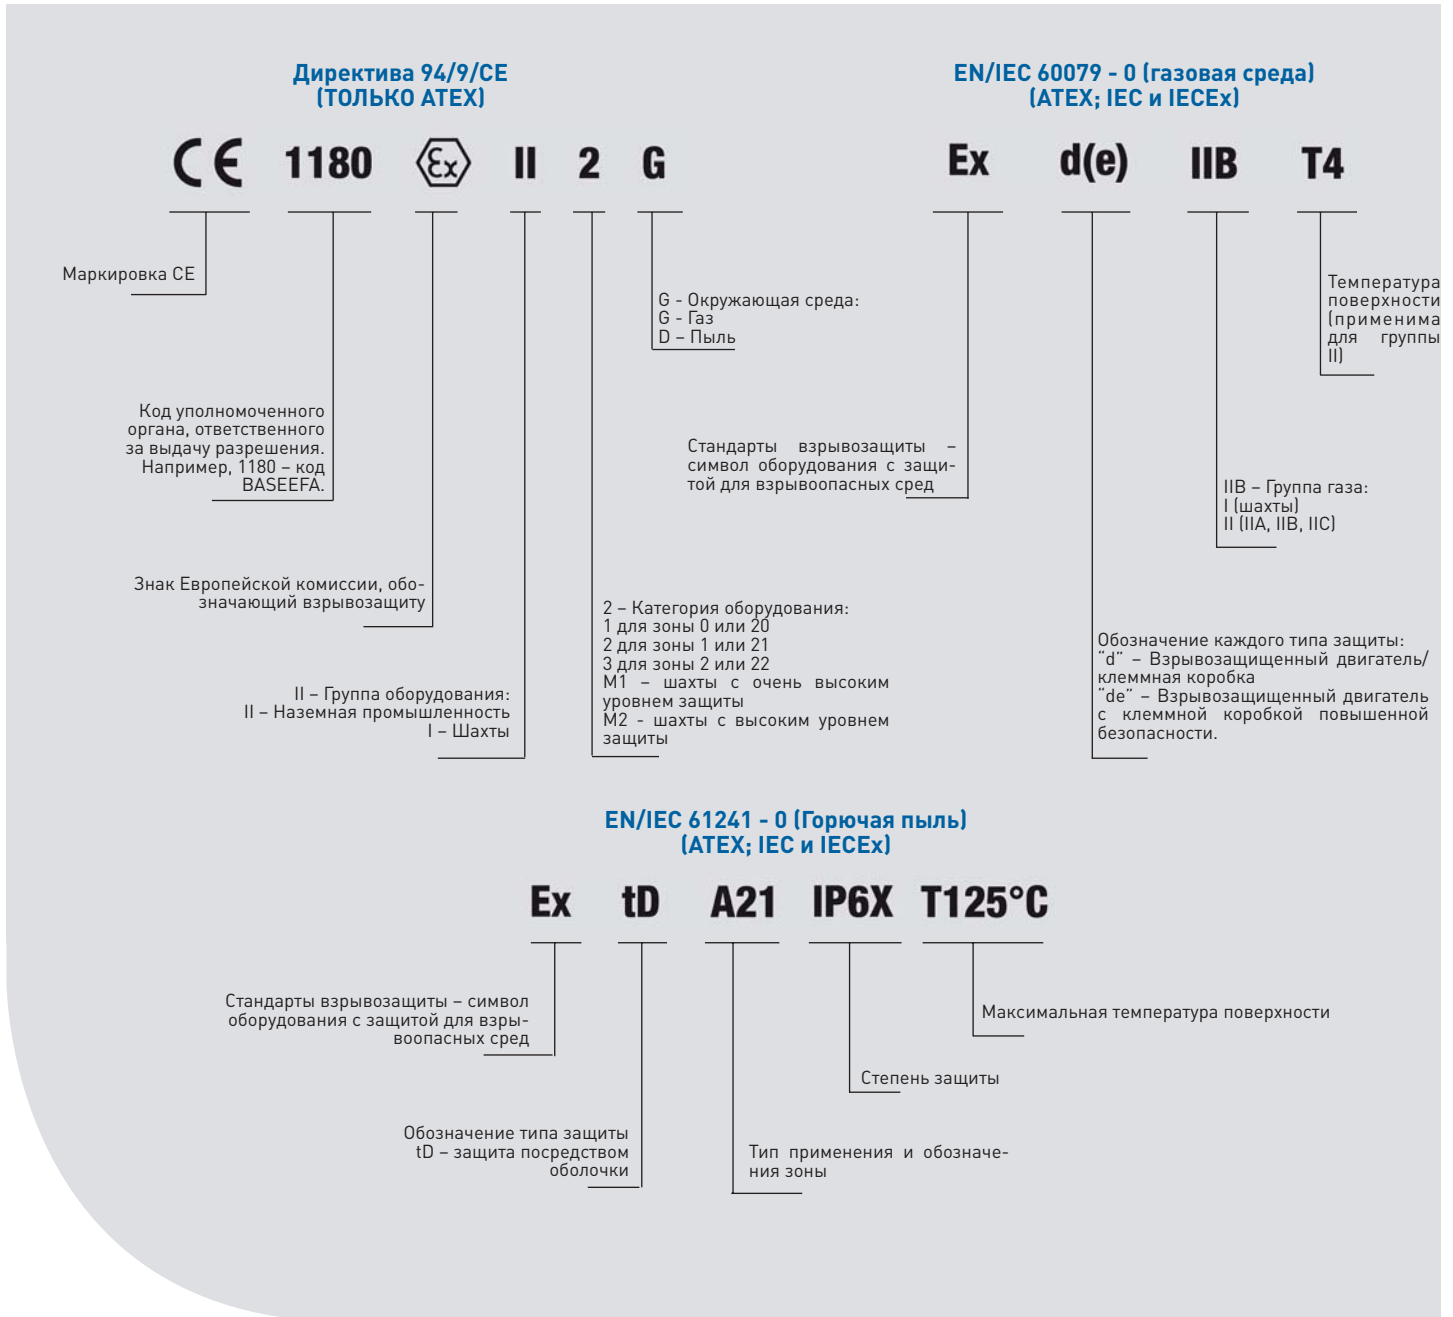 Директива 94/9/CE
(ТОЛЬКО ATEX)
CE 1180 Ex II 2 G
Маркировка CE
G - Окружающая среда:
G - Газ
D – Пыль
Код уполномоченного
органа, ответственного
за выдачу разрешения.
Например, 1180 – код
BASEEFA.
Знак Европейской комиссии, обо-
значающий взрывозащиту
2 – Категория оборудования:
1 для зоны 0 или 20
2 для зоны 1 или 21
3 для зоны 2 или 22
M1 – шахты с очень высоким
уровнем защиты
M2 - шахты с высоким уровнем
защиты
II – Группа оборудования:
II – Наземная промышленность
I – Шахты
EN/IEC 60079 - 0 (газовая среда)
(ATEX; IEC и IECEx)
Ex d(e) IIB T4
Температура
поверхности
(применима
для группы
II)
Стандарты взрывозащиты –
символ оборудования с защи-
той для взрывоопасных сред
IIB – Группа газа:
I (шахты)
II (IIA, IIB, IIC)
Обозначение каждого типа защиты:
“d” – Взрывозащищенный двигатель/
клеммная коробка
“de” – Взрывозащищенный двигатель
с клеммной коробкой повышенной
безопасности.
EN/IEC 61241 - 0 (Горючая пыль)
(ATEX; IEC и IECEx)
Ex tD A21 IP6X T125°C
Стандарты взрывозащиты – символ
оборудования с защитой для взры-
воопасных сред
Максимальная температура поверхности
Степень защиты
Обозначение типа защиты
tD – защита посредством
оболочки
Тип применения и обозначе-
ния зоны